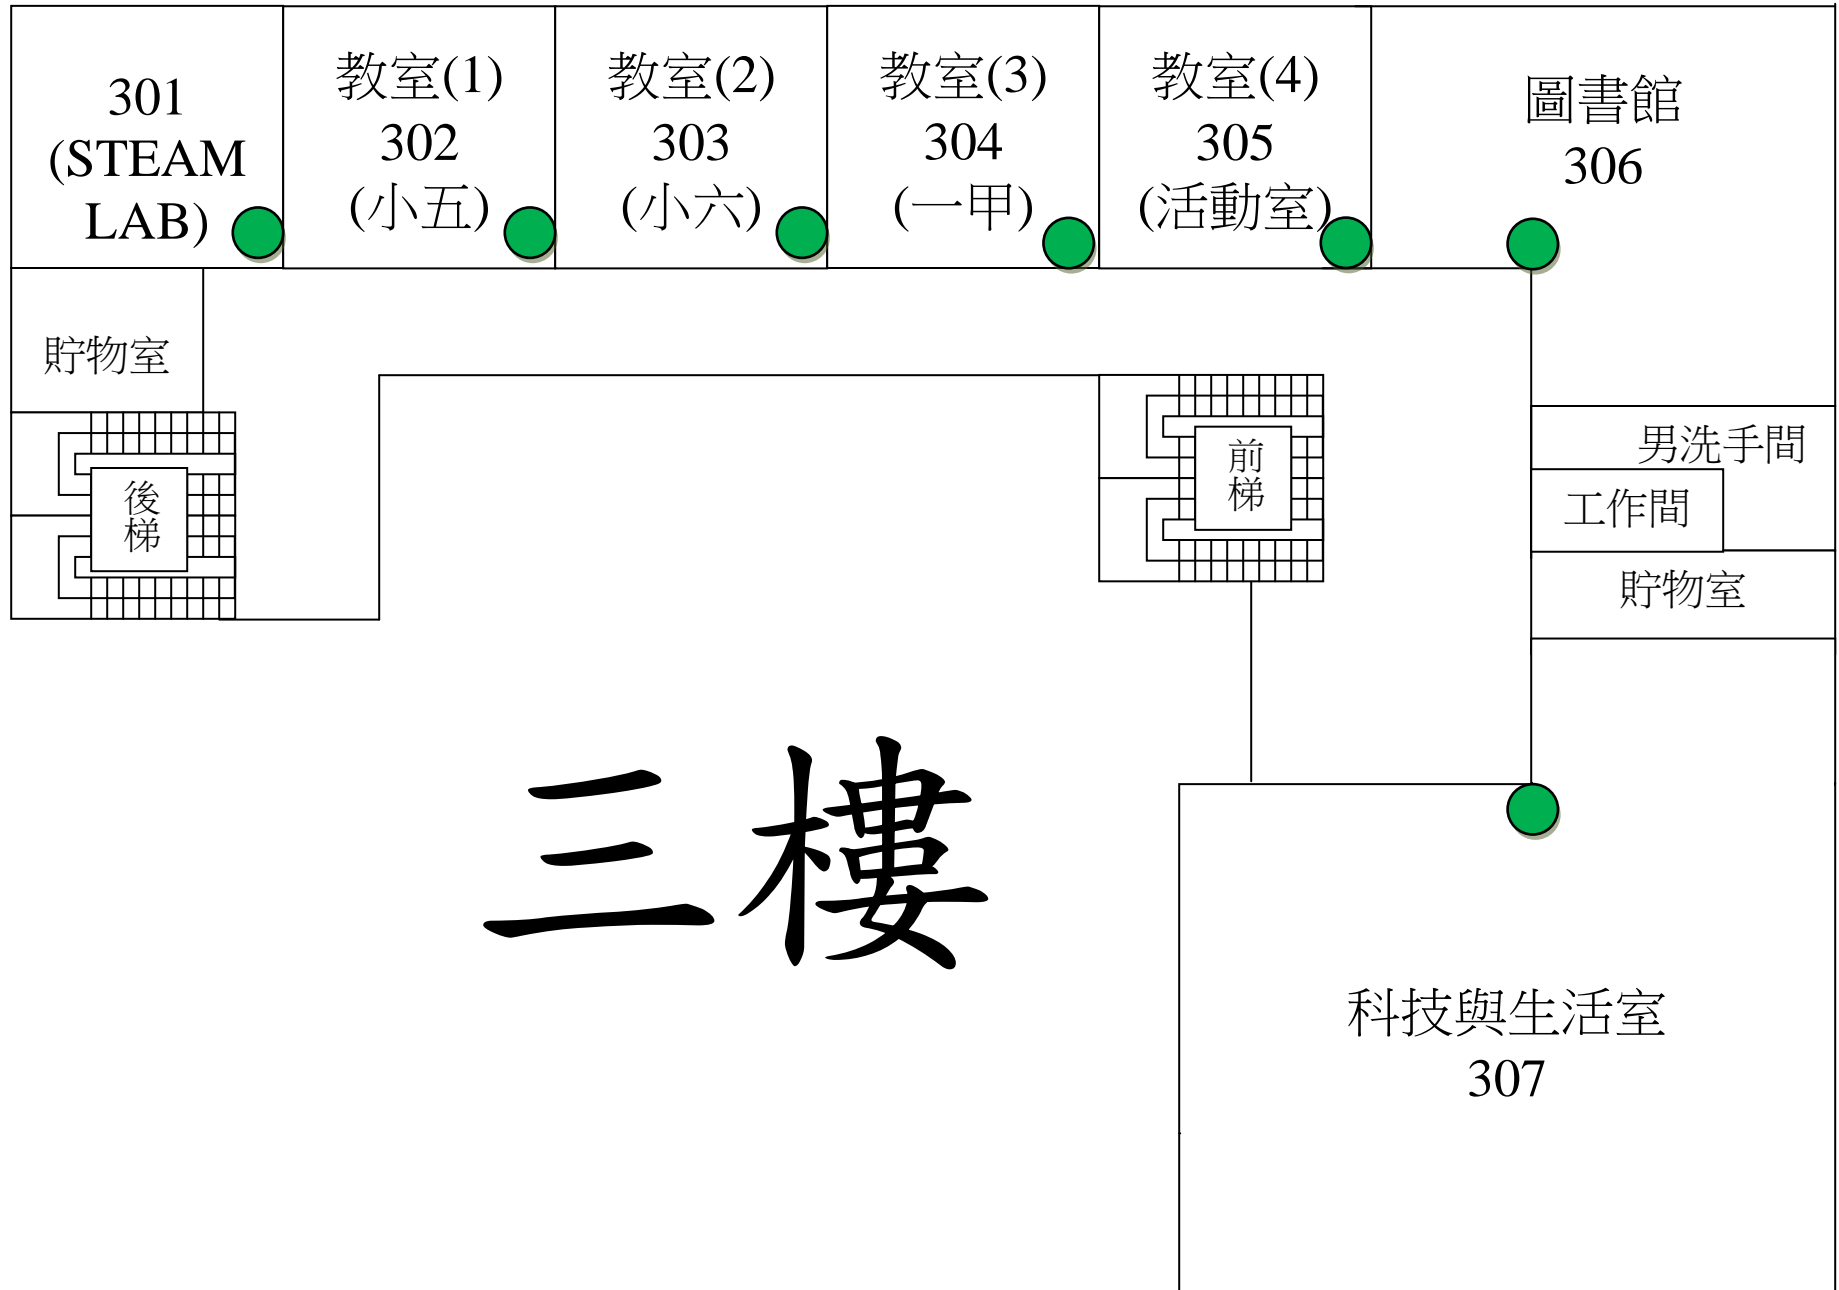 301
(STEAM
LAB)
教室(1)
302
(小五)
教室(2)
303
(小六)
教室(3)
304
(一甲)
教室(4)
305
(活動室)
圖書館
306
貯物室
後
梯
前
梯
男洗手間
工作間
貯物室
三樓
科技與生活室
307